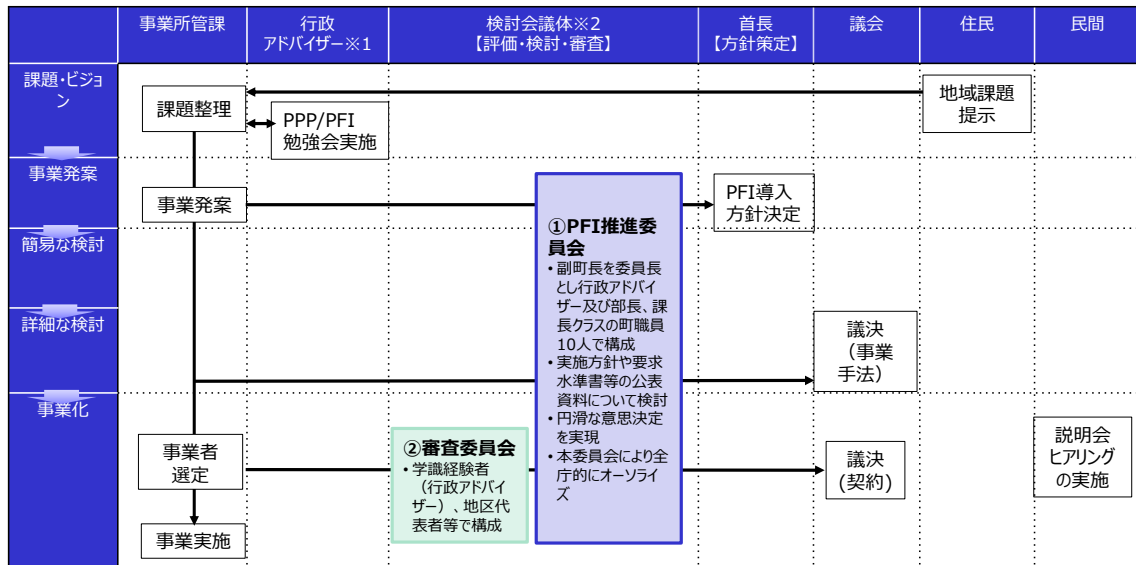 事業所管課
行政
アドバイザー※1
検討会議体※2
【評価・検討・審査】
首長
【方針策定】
議会
住民
民間
課題・ビジョ
ン
課題整理
PPP/PFI
勉強会実施
地域課題
提示
事業発案
事業発案
PFI導入
方針決定
簡易な検討
①PFI推進委
員会
・副町長を委員長
とし行政アドバイ
ザー及び部長、課
長クラスの町職員
10人で構成
・実施方針や要求
水準書等の公表
資料について検討
・円滑な意思決定
を実現
・本委員会により全
庁的にオーソライ
ズ
詳細な検討
議決
（事業
手法）
事業化
事業者
選定
②審査委員会
・学識経験者
（行政アドバイ
ザー）、地区代
表者等で構成
議決
(契約)
説明会
ヒアリング
の実施
事業実施